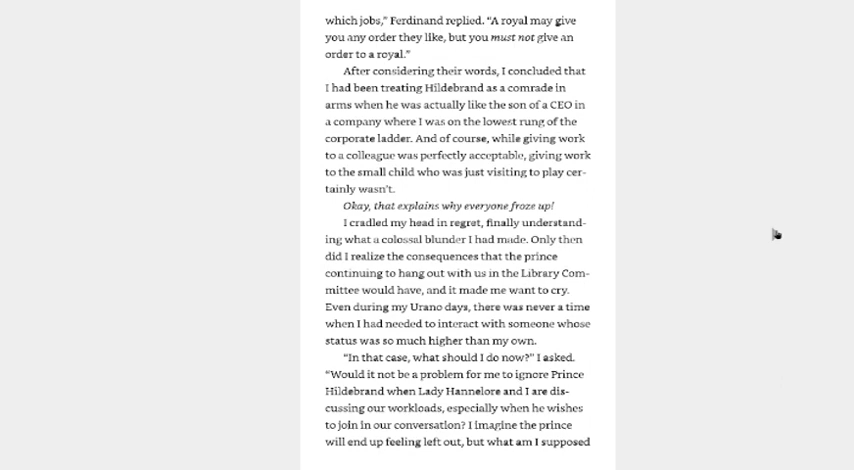 which jobs,” Ferdinand replied. “A royal may give
you any order they like, but you must not give an
order to a royal.”
After considering their words, I concluded that
I had been treating Hildebrand as a comrade in
arms when he was actually like the son of a CEO in
a company where I was on the lowest rung of the
corporate ladder. And of course, while giving work
to a colleague was perfectly acceptable, giving work
to the small child who was just visiting to play cer-
tainly wasn’t.
Okay, that explains why everyone froze up!
I cradled my head in regret, finally understand-
ing what a colossal blunder I had made. Only then
did I realize the consequences that the prince
continuing to hang out with us in the Library Com-
mittee would have, and it made me want to cry.
Even during my Urano days, there was never a time
when I had needed to interact with someone whose
status was so much higher than my own.
“In that case, what should I do now?” I asked.
“Would it not be a problem for me to ignore Prince
Hildebrand when Lady Hannelore and I are dis-
cussing our workloads, especially when he wishes
to join in our conversation? I imagine the prince
will end up feeling left out, but what am I supposed